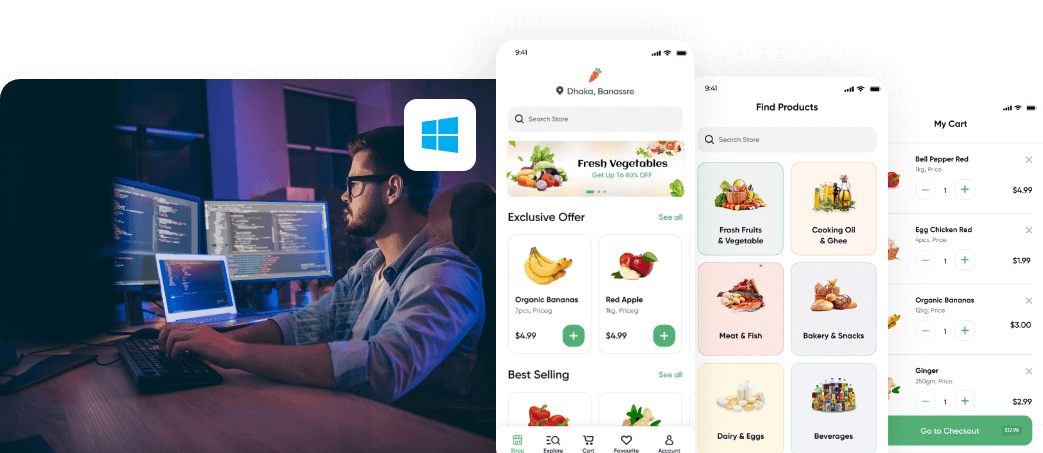 9:41
Dhaka, Banassre
Search Store
Fresh Vegetables
Get Up To 40% OFF
Exclusive Offer
See all
Organic Bananas
7pcs, Priceg
$4.99
Red Apple
1kg, Priceg
$4.99
Best Selling
See all
Shop
Explore
Cart
Favourite
Account
9:41
Find Products
Search Store
Frash Fruits
& Vegetable
Cooking Oil
& Ghee
Meat & Fish
Bakery & Snacks
Dairy & Eggs
Beverages
My Cart
Bell Pepper Red
1kg, Price
1
$4.99
Egg Chicken Red
4pcs, Price
1
$1.99
Organic Bananas
12kg, Price
1
$3.00
Ginger
250gm, Price
1
$2.99
Go to Checkout
$12.96